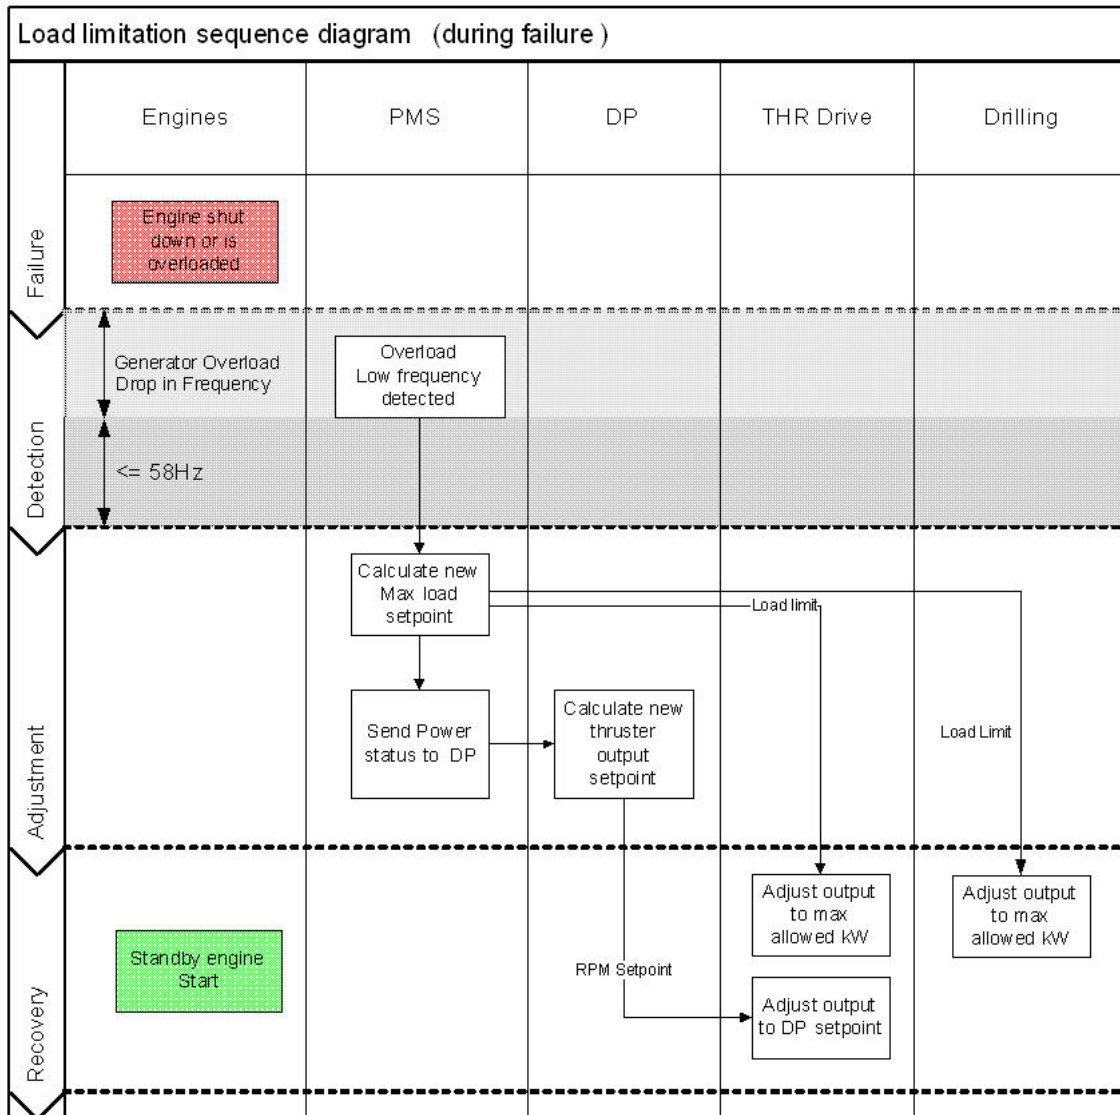 Load limitation sequence diagram (during failure )
Engines
PMS
DP
THR Drive
Drilling
Failure
Engine shut
down or is
overloaded
Detection
Generator Overload
Drop in Frequency
Overload
Low frequency
detected
<= 58Hz
Adjustment
Calculate new
Max load
setpoint
Load limit
Send Power
status to DP
Calculate new
thruster
output
setpoint
Load Limit
Recovery
Standby engine
Start
RPM Setpoint
Adjust output
to max
allowed kW
Adjust output
to max
allowed kW
Adjust output
to DP setpoint